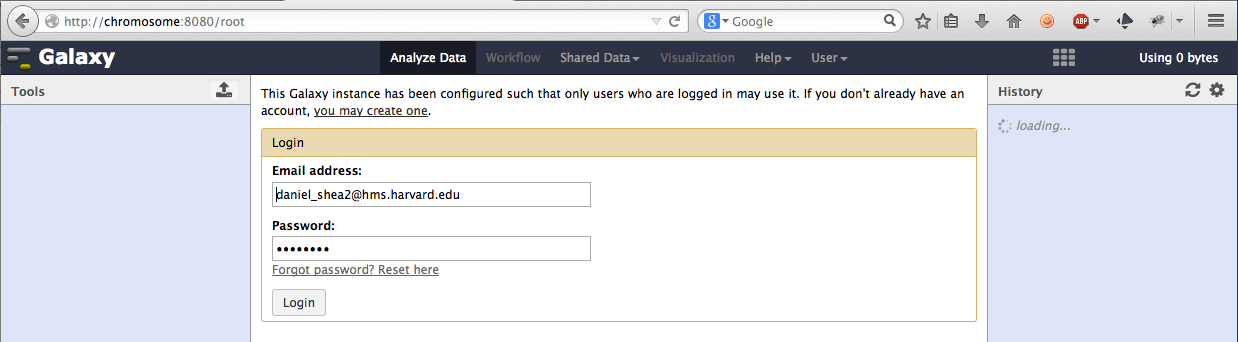 http://chromosome:8080/root
Google
ABP
Galaxy
Analyze Data
Workflow
Shared Data
Visualization
Help
User
Using 0 bytes
Tools
This Galaxy instance has been configured such that only users who are logged in may use it. If you don't already have an
account, you may create one.
Login
Email address:
daniel_shea2@hms.harvard.edu
Password:
••••••••
Forgot password? Reset here
Login
History
loading...